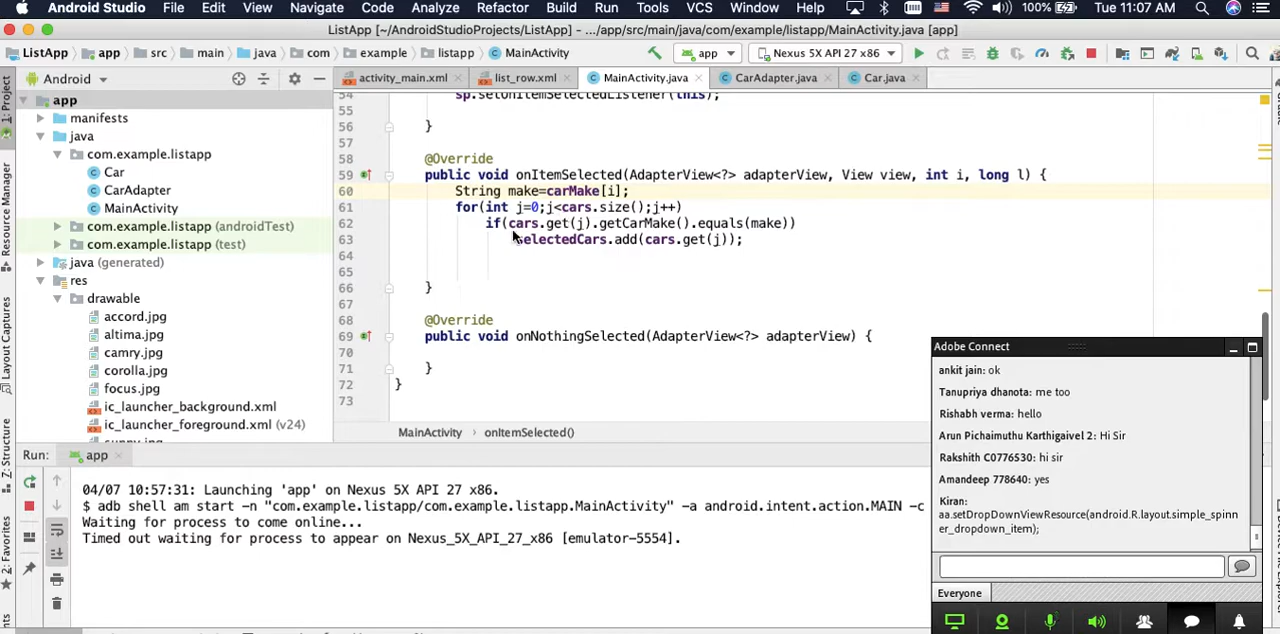 Android Studio File Edit View Navigate Code Analyze Refactor Build Run Tools VCS Window Help 100% Tue 11:07 AM
ListApp [~/AndroidStudioProjects/ListApp] - .../app/src/main/java/com/example/listapp/MainActivity.java [app]
ListApp app src main java com example listapp MainActivity app Nexus 5X API 27 x86
Android activity_main.xml list_row.xml MainActivity.java CarAdapter.java Car.java
1: Project
Resource Manager
Layout Captures
Z: Structure
2: Favorites
app
manifests
java
com.example.listapp
Car
CarAdapter
MainActivity
com.example.listapp (androidTest)
com.example.listapp (test)
java (generated)
res
drawable
accord.jpg
altima.jpg
camry.jpg
corolla.jpg
focus.jpg
ic_launcher_background.xml
ic_launcher_foreground.xml (v24)
54 sp.setOnItemSelectedListener(this);
55
56 }
57
58 @Override
59 public void onItemSelected(AdapterView<?> adapterView, View view, int i, long l) {
60 String make=carMake[i];
61 for(int j=0;j<cars.size();j++)
62 if(cars.get(j).getCarMake().equals(make))
63 selectedCars.add(cars.get(j));
64
65
66 }
67
68 @Override
69 public void onNothingSelected(AdapterView<?> adapterView) {
70
71 }
72 }
73
MainActivity onItemSelected()
Run: app
04/07 10:57:31: Launching 'app' on Nexus 5X API 27 x86.
$ adb shell am start -n "com.example.listapp/com.example.listapp.MainActivity" -a android.intent.action.MAIN -c
Waiting for process to come online...
Timed out waiting for process to appear on Nexus_5X_API_27_x86 [emulator-5554].
Adobe Connect
ankit jain: ok
Tanupriya dhanota: me too
Rishabh verma: hello
Arun Pichaimuthu Karthigaivel 2: Hi Sir
Rakshith C0776530: hi sir
Amandeep 778640: yes
Kiran:
aa.setDropDownViewResource(android.R.layout.simple_spin
ner_dropdown_item);
Everyone